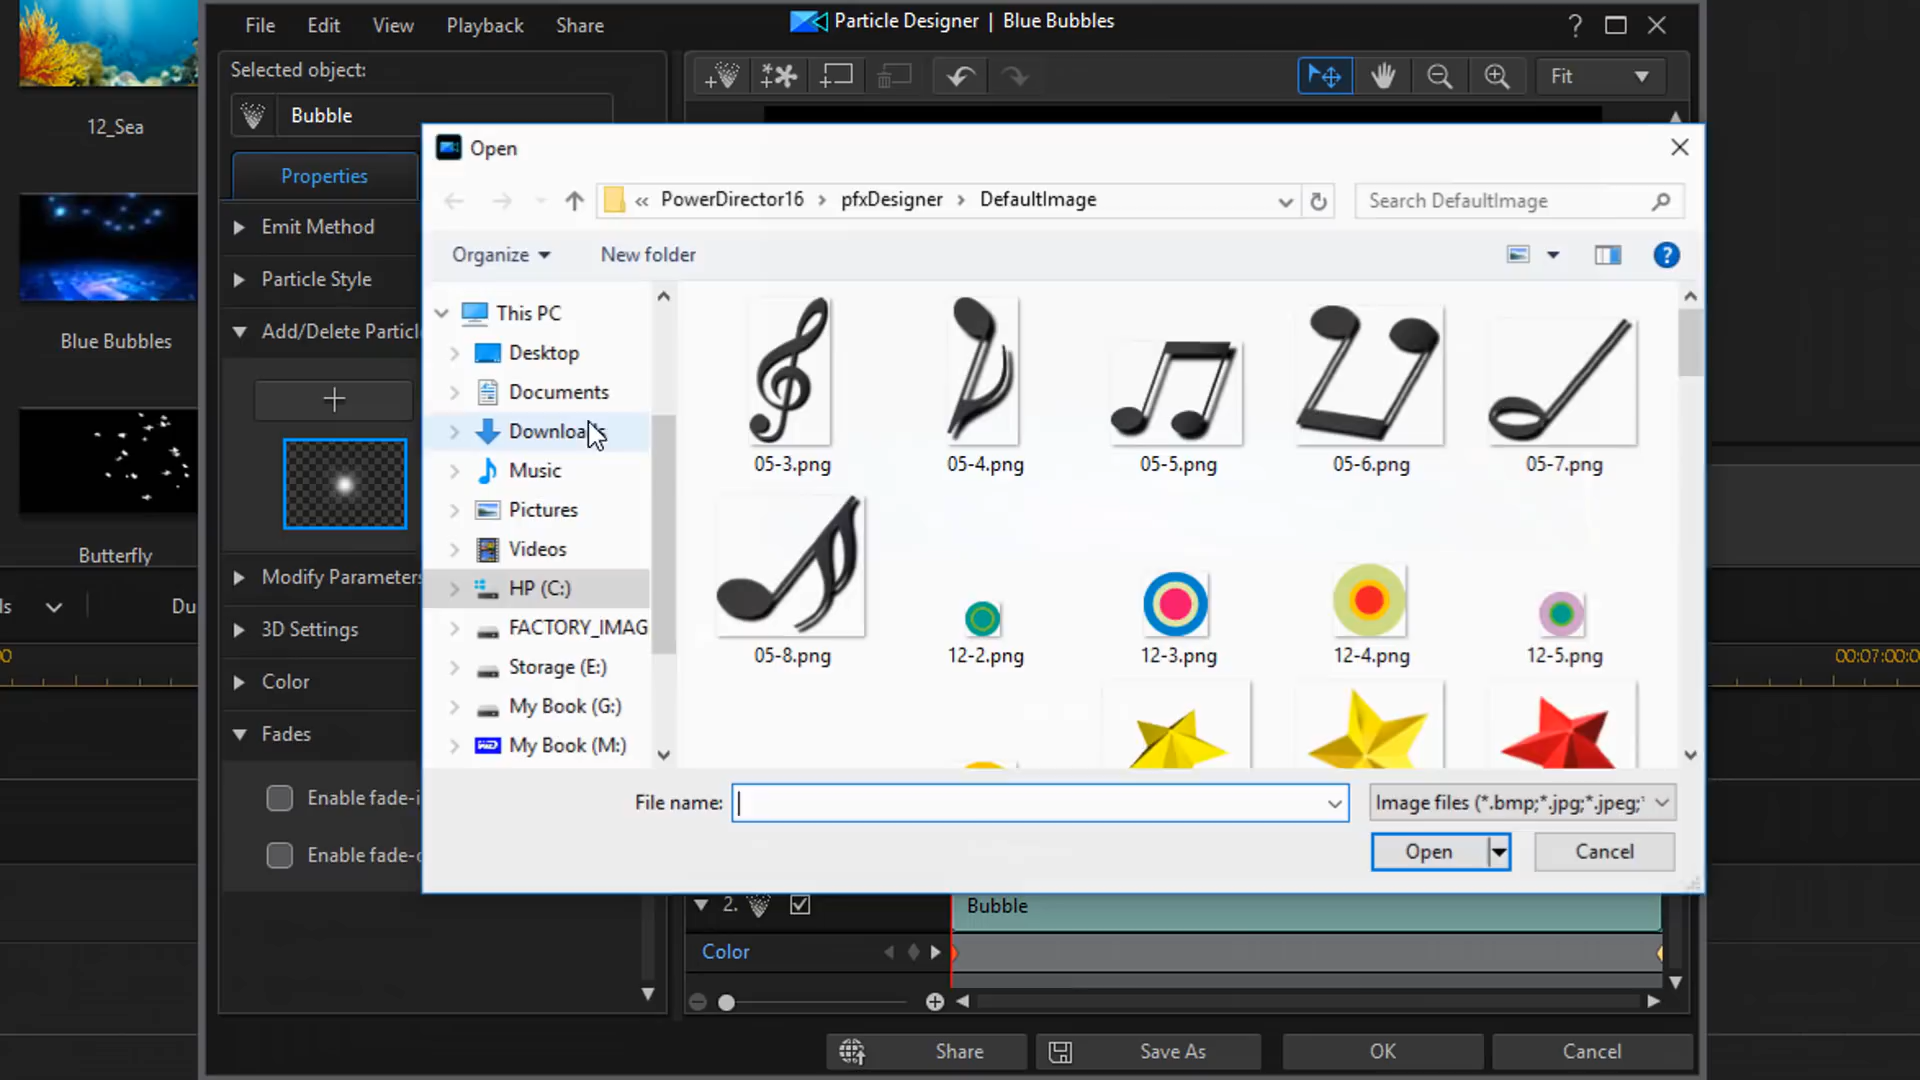 File Edit View Playback Share
Particle Designer | Blue Bubbles
?
Selected object:
Bubble
Fit
12_Sea
Blue Bubbles
Butterfly
Properties
Emit Method
Particle Style
Add/Delete Particl
Modify Parameters
3D Settings
Color
Fades
Enable fade-i
Enable fade-
Open
« PowerDirector16 › pfxDesigner › DefaultImage
Search DefaultImage
Organize New folder
?
This PC
Desktop
Documents
Downloads
Music
Pictures
Videos
HP (C:)
FACTORY_IMAG
Storage (E:)
My Book (G:)
My Book (M:)
05-3.png 05-4.png 05-5.png 05-6.png 05-7.png
05-8.png 12-2.png 12-3.png 12-4.png 12-5.png
File name:
Image files (*.bmp;*.jpg;*.jpeg;
Open Cancel
ls
Du
00:07:00:0
2.
Bubble
Color
Share Save As OK Cancel